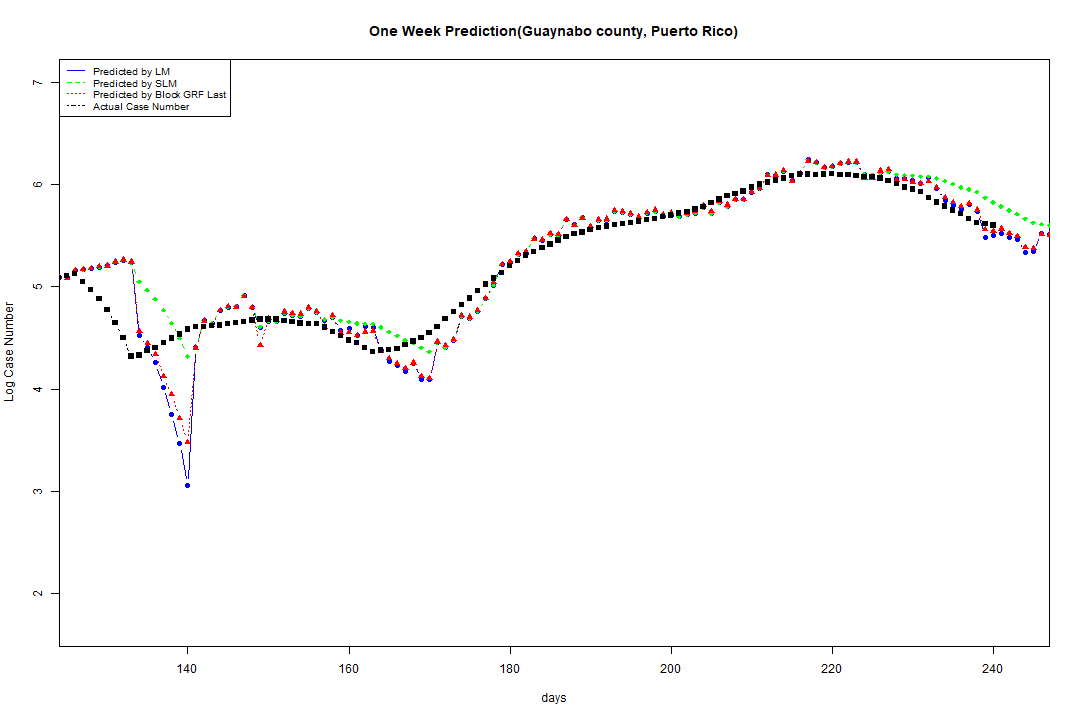 One Week Prediction(Guaynabo county, Puerto Rico)
Predicted by LM
Predicted by SLM
Predicted by Block GRF Last
Actual Case Number
7
6
5
4
3
2
Log Case Number
140 160 180 200 220 240
days